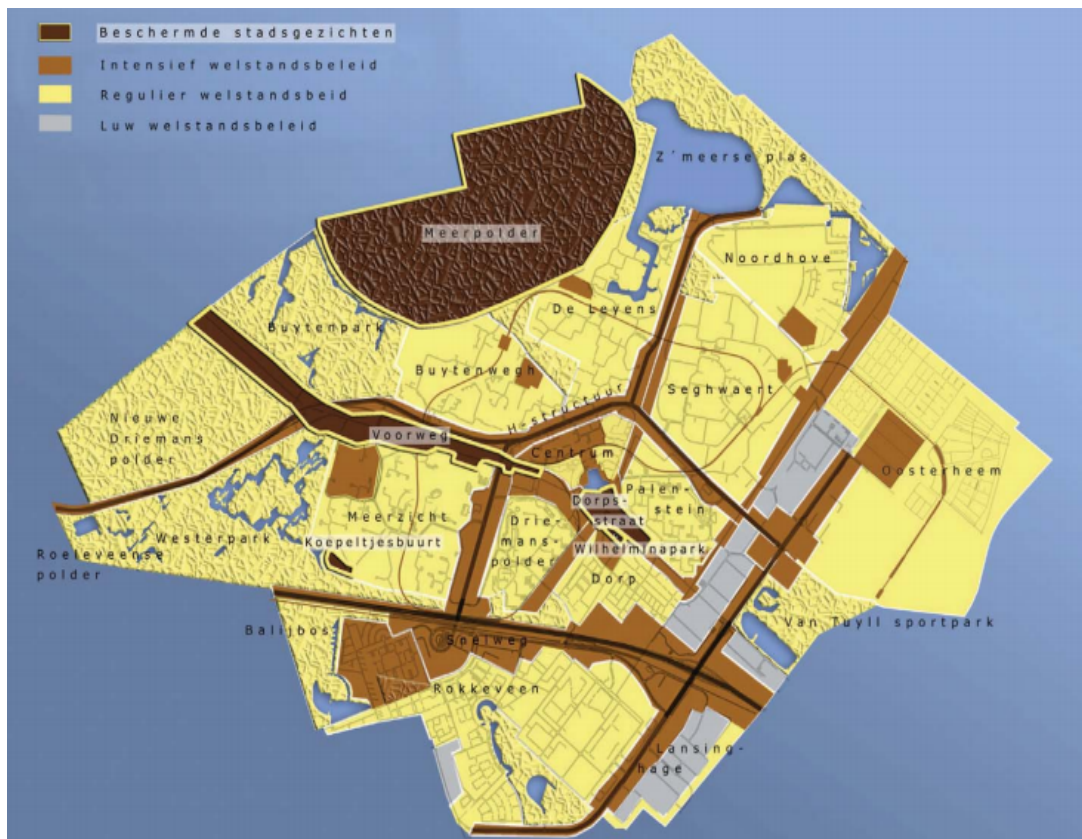 Beschermde stadsgezichten
Intensief welstandsbeleid
Regulier welstandsbeid
Luw welstandsbeleid
Z´meerse plas
Meerpolder
Noordhove
De Leyens
Buytenpark
Buytenwegh
Seghwaert
H-structuur
Nieuwe
Driemans
polder
Voorweg
Centrum
Oosterheem
Palen-
stein
Dorps-
straat
Meerzicht
Drie-
mans-
polder
Westerpark
Koepeltjesbuurt
Wilhelminapark
Roeleveense
polder
Dorp
Van Tuyll sportpark
Balijbos
Snelweg
Rokkeveen
Lansing-
hage